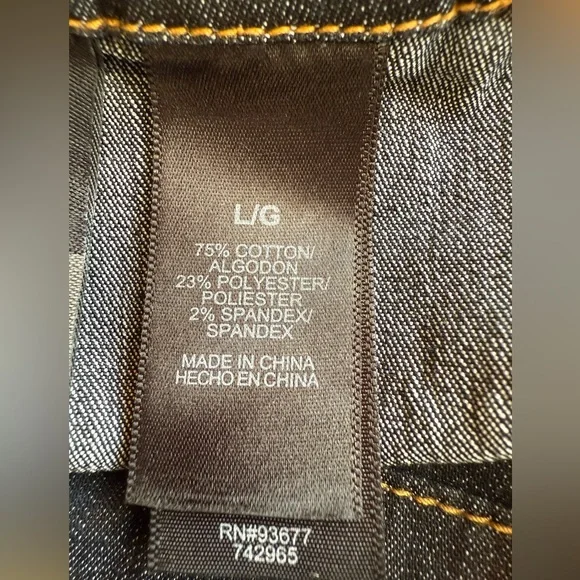 L/G
75% COTTON/
ALGODON
23% POLYESTER/
POLIESTER
2% SPANDEX/
SPANDEX
MADE IN CHINA
HECHO EN CHINA
RN#93677
742965